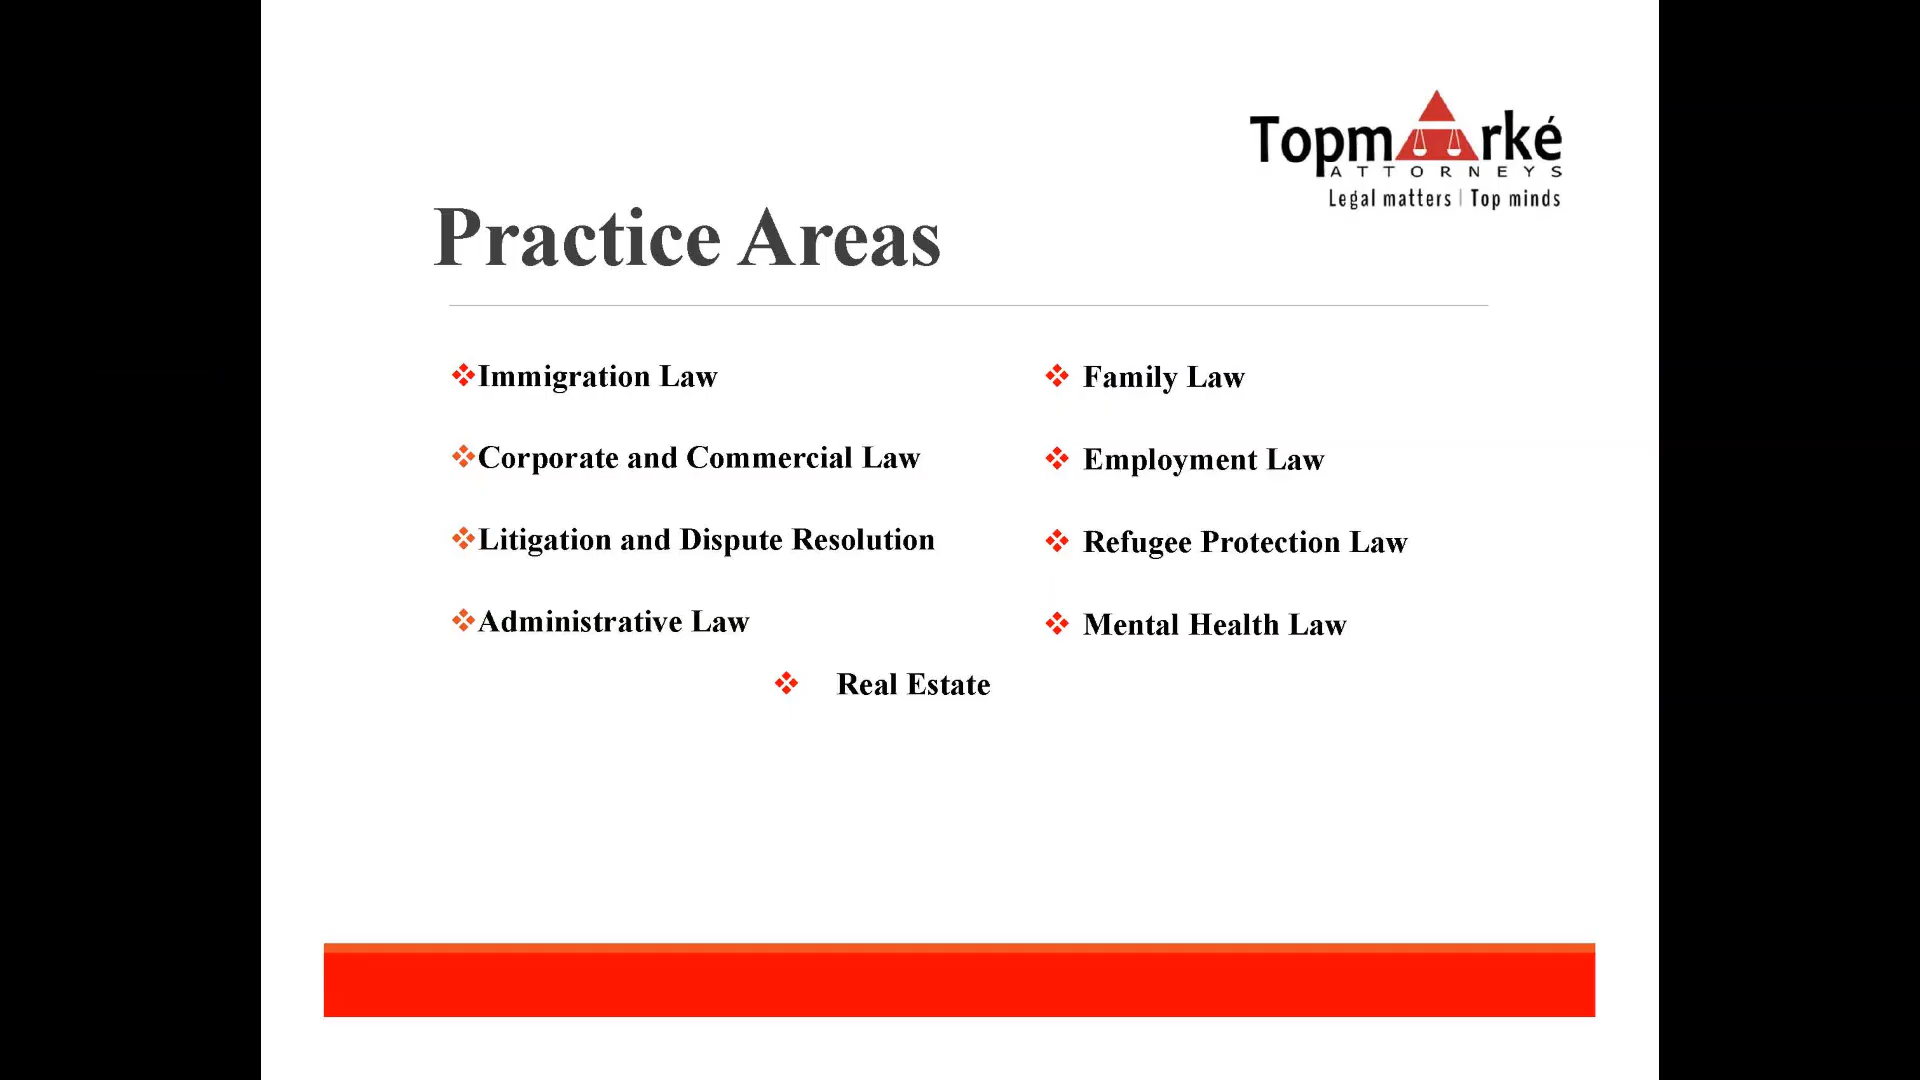 Topmarké
ATTORNEYS
Legal matters | Top minds
Practice Areas
❖Immigration Law
❖Corporate and Commercial Law
❖Litigation and Dispute Resolution
❖Administrative Law
❖ Family Law
❖ Employment Law
❖ Refugee Protection Law
❖ Mental Health Law
❖ Real Estate